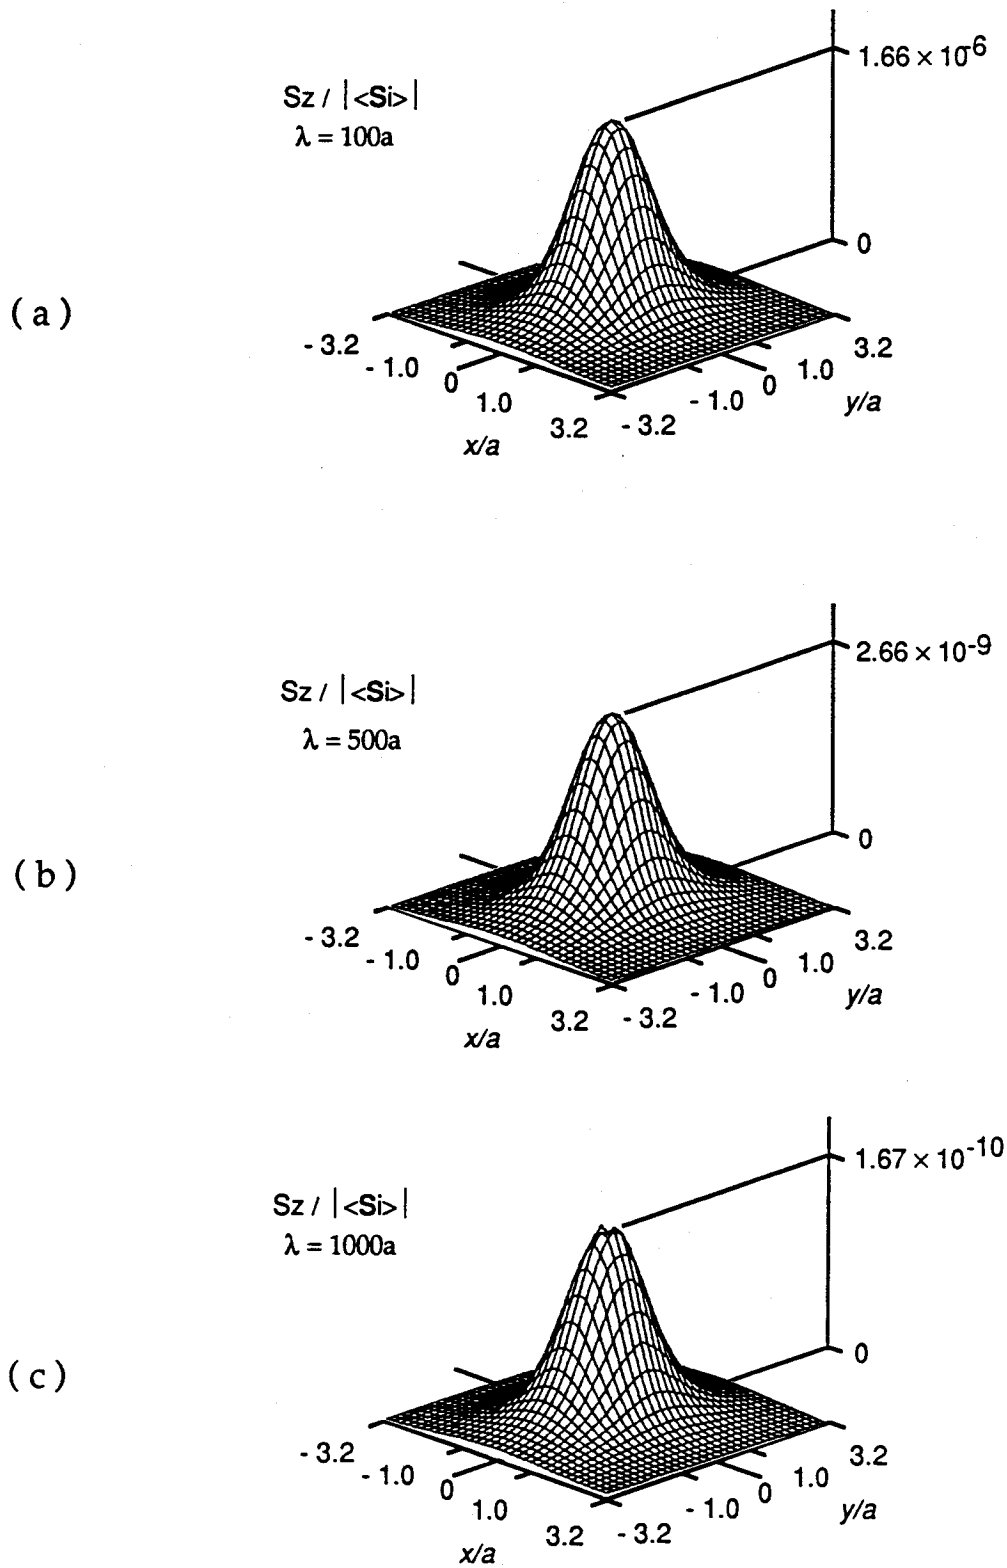 1.66 × 10-6
Sz / |<Si>|
λ = 100a
0
(a)
- 3.2
- 1.0
0
1.0
3.2
x/a
- 3.2
- 1.0
0
1.0
3.2
y/a
2.66 × 10-9
Sz / |<Si>|
λ = 500a
0
(b)
- 3.2
- 1.0
0
1.0
3.2
x/a
- 3.2
- 1.0
0
1.0
3.2
y/a
1.67 × 10-10
Sz / |<Si>|
λ = 1000a
0
(c)
- 3.2
- 1.0
0
1.0
3.2
x/a
- 3.2
- 1.0
0
1.0
3.2
y/a